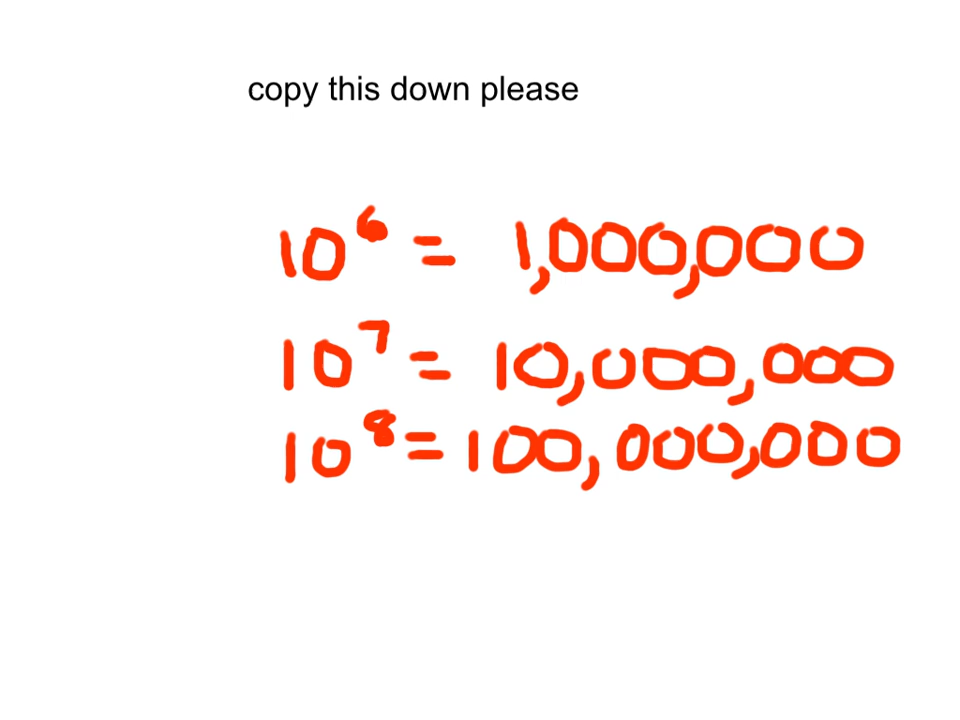 copy this down please
10⁶ = 1,000,000
10⁷ = 10,000,000
10⁸ = 100,000,000